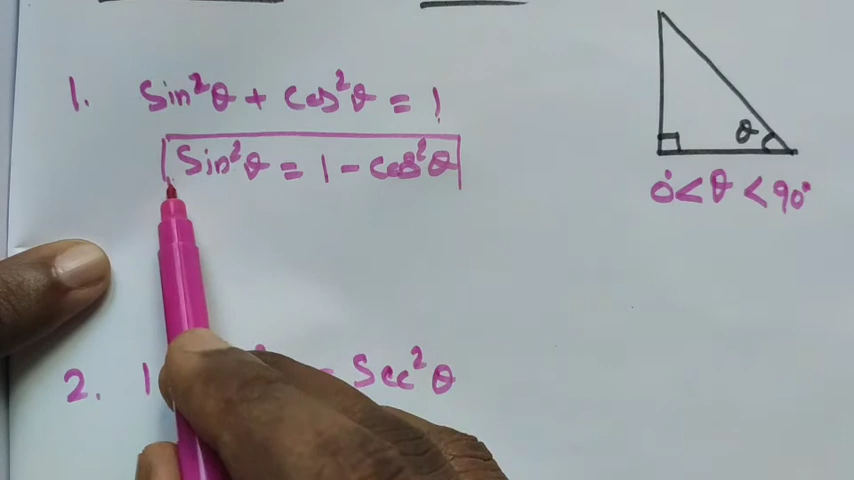 1. Sin²θ + cos²θ = 1
Sin²θ = 1 - cos²θ
θ
0° < θ < 90°
2. 1 = Sec²θ